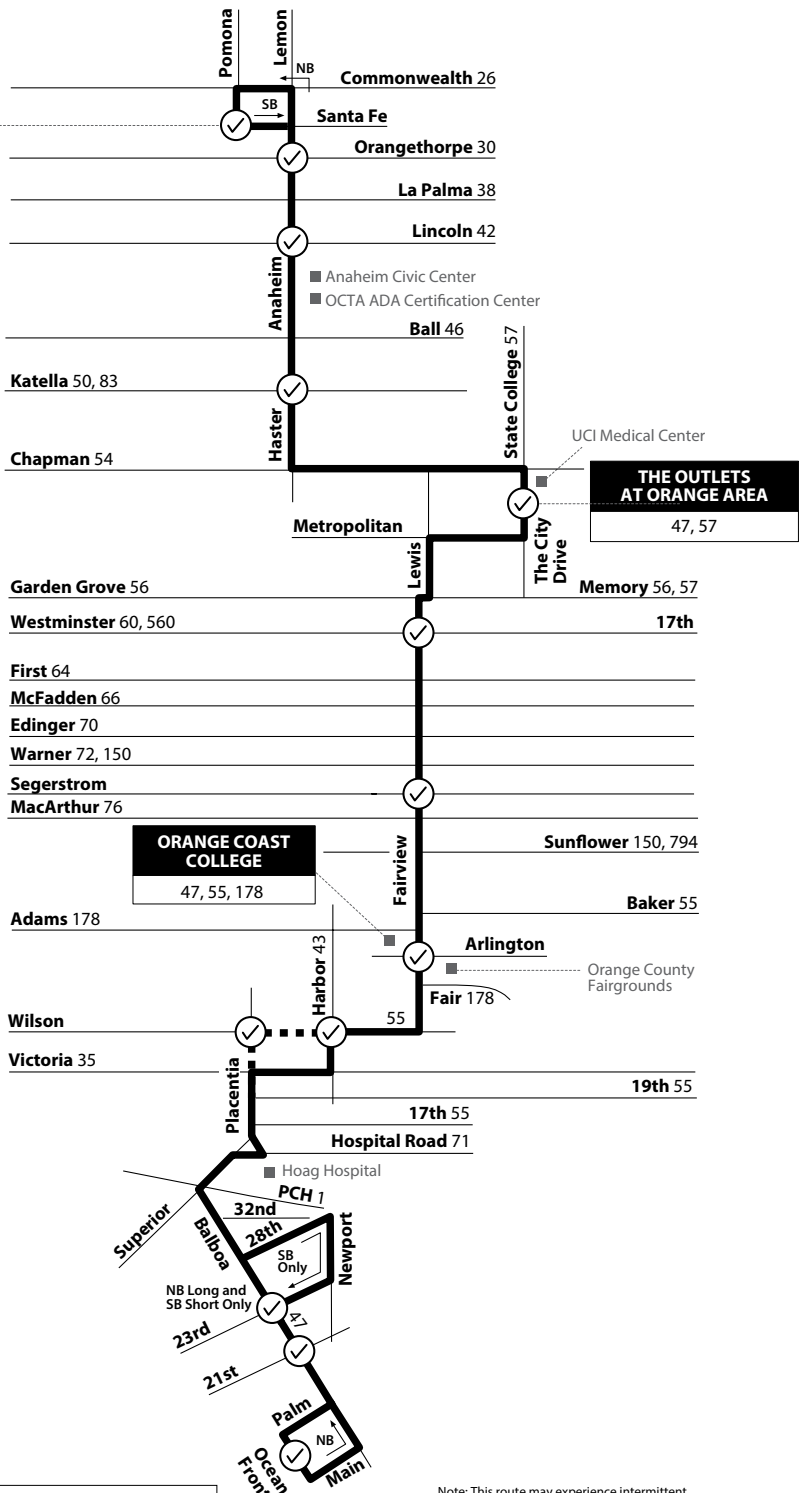 Pomona
Lemon
NB
Commonwealth 26
SB
Santa Fe
Orangethorpe 30
La Palma 38
Lincoln 42
Anaheim
Anaheim Civic Center
OCTA ADA Certification Center
Ball 46
State College 57
Katella 50, 83
Haster
UCI Medical Center
Chapman 54
THE OUTLETS
AT ORANGE AREA
47, 57
Metropolitan
Lewis
The City
Drive
Garden Grove 56
Memory 56, 57
Westminster 60, 560
17th
First 64
McFadden 66
Edinger 70
Warner 72, 150
Segerstrom
MacArthur 76
ORANGE COAST
COLLEGE
47, 55, 178
Fairview
Sunflower 150, 794
Baker 55
Adams 178
Harbor 43
Arlington
Orange County
Fairgrounds
Fair 178
Wilson
55
Victoria 35
Placentia
19th 55
17th 55
Hospital Road 71
Hoag Hospital
PCH 1
Superior
Balboa
32nd
28th
SB
Only
Newport
NB Long and
SB Short Only
47
23rd
21st
Palm
NB
Ocean
Front
Main
Note: This route may experience intermittent